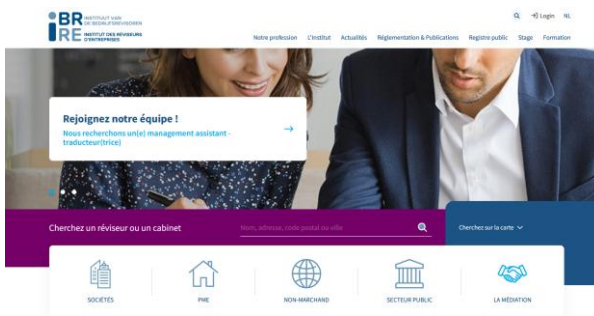 IBR INSTITUUT VAN
DE BEDRIJFSREVISOREN
IRE INSTITUT DES RÉVISEURS
D'ENTREPRISES
Login NL
Notre profession L'Institut Actualités Réglementation & Publications Registre public Stage Formation
Rejoignez notre équipe !
Nous recherchons un(e) management assistant -
traducteur(trice)
Cherchez un réviseur ou un cabinet
Nom, adresse, code postal ou ville
Cherchez sur la carte
SOCIÉTÉS PME NON-MARCHAND SECTEUR PUBLIC LA MÉDIATION